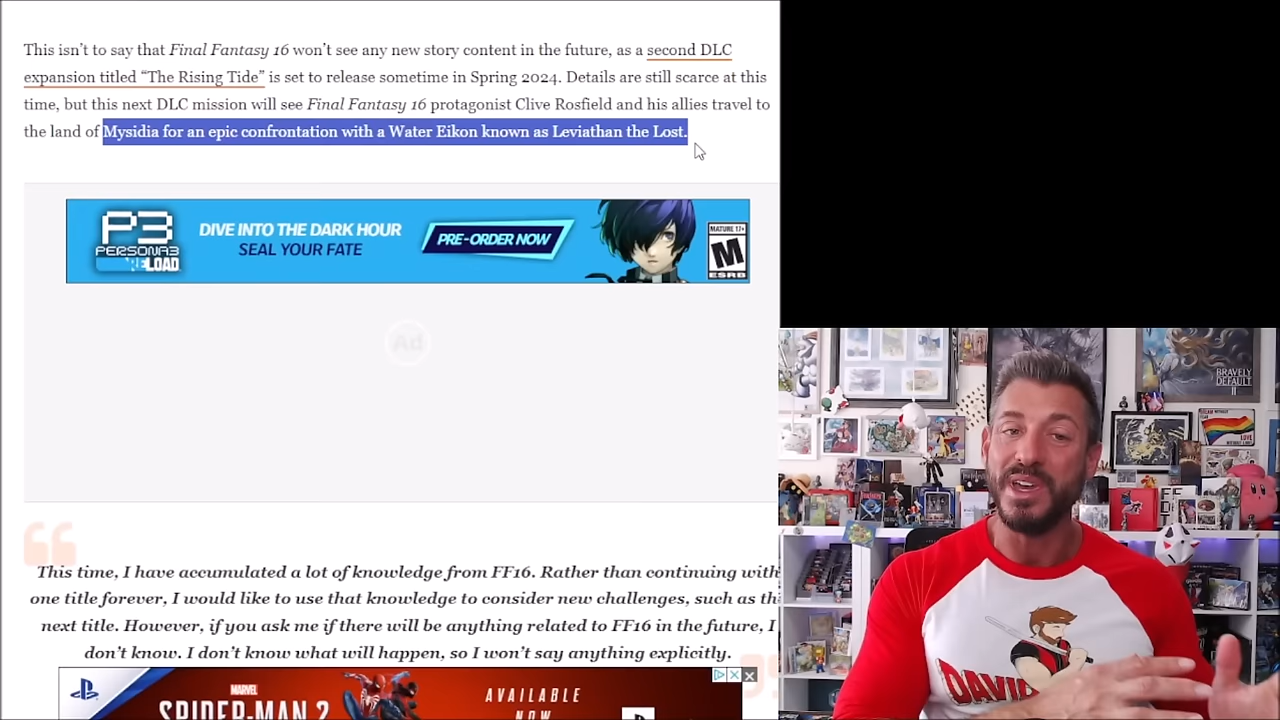 This isn't to say that Final Fantasy 16 won't see any new story content in the future, as a second DLC
expansion titled “The Rising Tide” is set to release sometime in Spring 2024. Details are still scarce at this
time, but this next DLC mission will see Final Fantasy 16 protagonist Clive Rosfield and his allies travel to
the land of Mysidia for an epic confrontation with a Water Eikon known as Leviathan the Lost.
P3
PERSONA3
RELOAD
DIVE INTO THE DARK HOUR
SEAL YOUR FATE
PRE-ORDER NOW
MATURE 17+
M
ESRB
Ad
BRAVELY
DEFAULT
II
This time, I have accumulated a lot of knowledge from FF16. Rather than continuing with
one title forever, I would like to use that knowledge to consider new challenges, such as th
next title. However, if you ask me if there will be anything related to FF16 in the future, I
don't know. I don't know what will happen, so I won't say anything explicitly.
MARVEL
SPIDER-MAN 2
AVAILABLE
NOW
DAVID